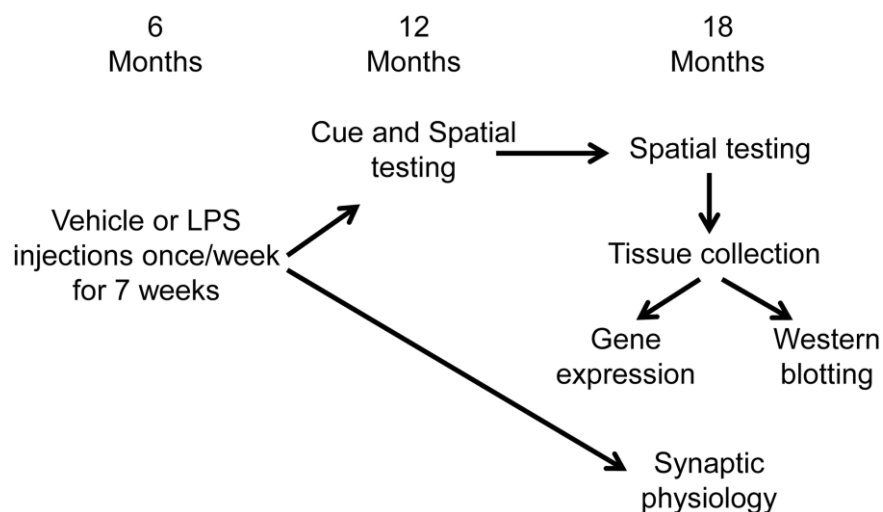 6
Months
12
Months
18
Months
Cue and Spatial
testing
Spatial testing
Vehicle or LPS
injections once/week
for 7 weeks
Tissue collection
Gene
expression
Western
blotting
Synaptic
physiology